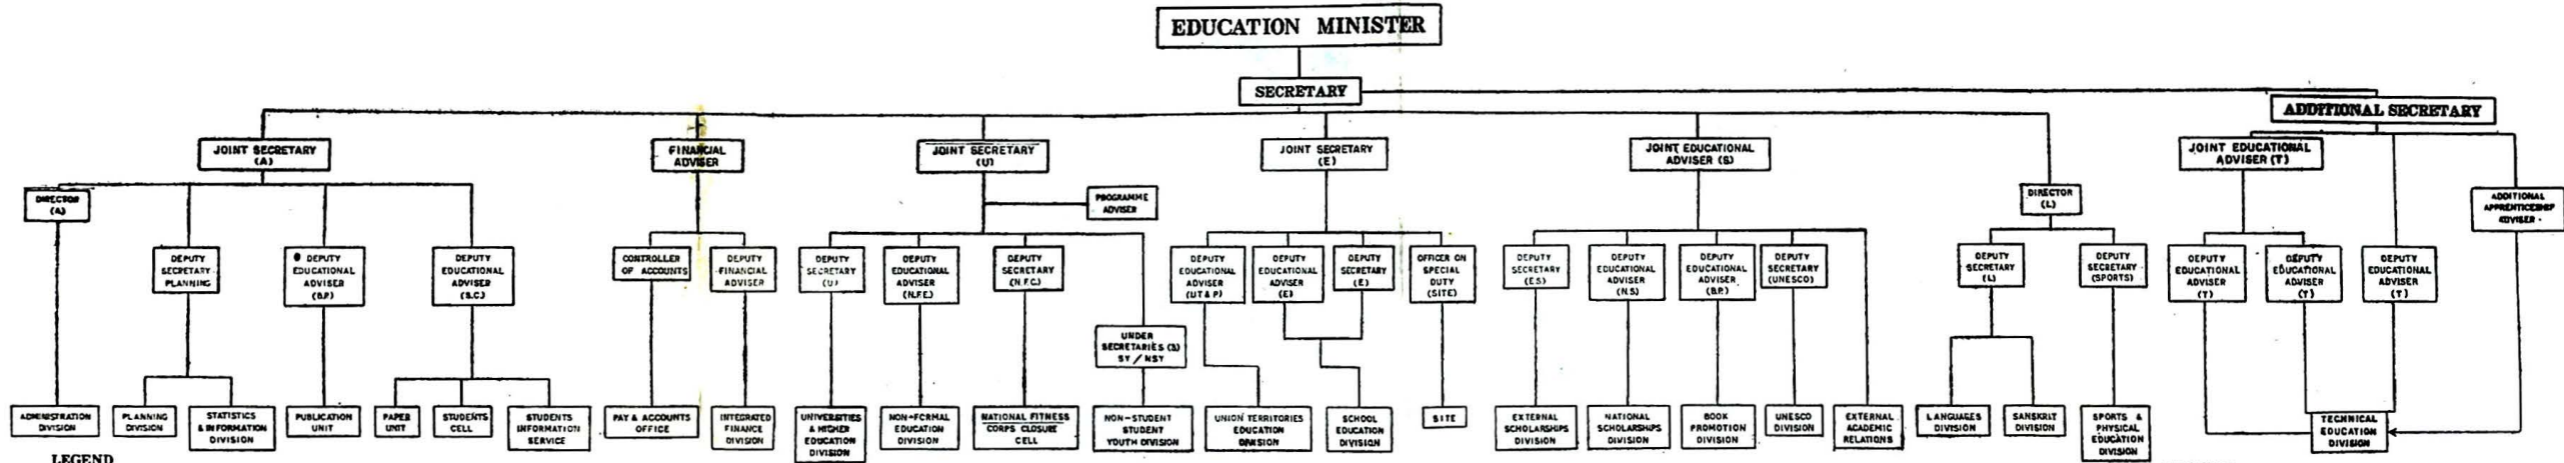 EDUCATION MINISTER
SECRETARY
ADDITIONAL SECRETARY
JOINT SECRETARY
(A)
FINANCIAL
ADVISER
JOINT SECRETARY
(U)
JOINT SECRETARY
(E)
JOINT EDUCATIONAL
ADVISER (S)
JOINT EDUCATIONAL
ADVISER (T)
DIRECTOR
(A)
PROGRAMME
ADVISER
DIRECTOR
(L)
ADDITIONAL
APPRENTICESHIP
ADVISER
DEPUTY
SECRETARY
PLANNING
DEPUTY
EDUCATIONAL
ADVISER
DEPUTY
EDUCATIONAL
ADVISER
(S.C.)
CONTROLLER
OF ACCOUNTS
DEPUTY
FINANCIAL
ADVISER
DEPUTY
SECRETARY
(U)
DEPUTY
EDUCATIONAL
ADVISER
(N.F.E.)
DEPUTY
SECRETARY
(N.F.C.)
DEPUTY
EDUCATIONAL
ADVISER
(UT & P)
DEPUTY
EDUCATIONAL
ADVISER
(E)
DEPUTY
SECRETARY
(E)
OFFICER ON
SPECIAL
DUTY
(SITE)
DEPUTY
SECRETARY
(E.S)
DEPUTY
EDUCATIONAL
ADVISER
(N.S.)
DEPUTY
EDUCATIONAL
ADVISER
(B.P.)
DEPUTY
SECRETARY
(UNESCO)
DEPUTY
SECRETARY
(L)
DEPUTY
SECRETARY
(SPORTS)
DEPUTY
EDUCATIONAL
ADVISER
(T)
DEPUTY
EDUCATIONAL
ADVISER
(T)
DEPUTY
EDUCATIONAL
ADVISER
(T)
UNDER
SECRETARIES (3)
SY / NSY
ADMINISTRATION
DIVISION
PLANNING
DIVISION
STATISTICS
& INFORMATION
DIVISION
PUBLICATION
UNIT
PAPER
UNIT
STUDENTS
CELL
STUDENTS
INFORMATION
SERVICE
PAY & ACCOUNTS
OFFICE
INTEGRATED
FINANCE
DIVISION
UNIVERSITIES
& HIGHER
EDUCATION
DIVISION
NON-FORMAL
EDUCATION
DIVISION
NATIONAL FITNESS
CORPS CLOSURE
CELL
NON-STUDENT
STUDENT
YOUTH DIVISION
UNION TERRITORIES
EDUCATION
DIVISION
SCHOOL
EDUCATION
DIVISION
SITE
EXTERNAL
SCHOLARSHIPS
DIVISION
NATIONAL
SCHOLARSHIPS
DIVISION
BOOK
PROMOTION
DIVISION
UNESCO
DIVISION
EXTERNAL
ACADEMIC
RELATIONS
LANGUAGES
DIVISION
SANSKRIT
DIVISION
SPORTS &
PHYSICAL
EDUCATION
DIVISION
TECHNICAL
EDUCATION
DIVISION
LEGEND